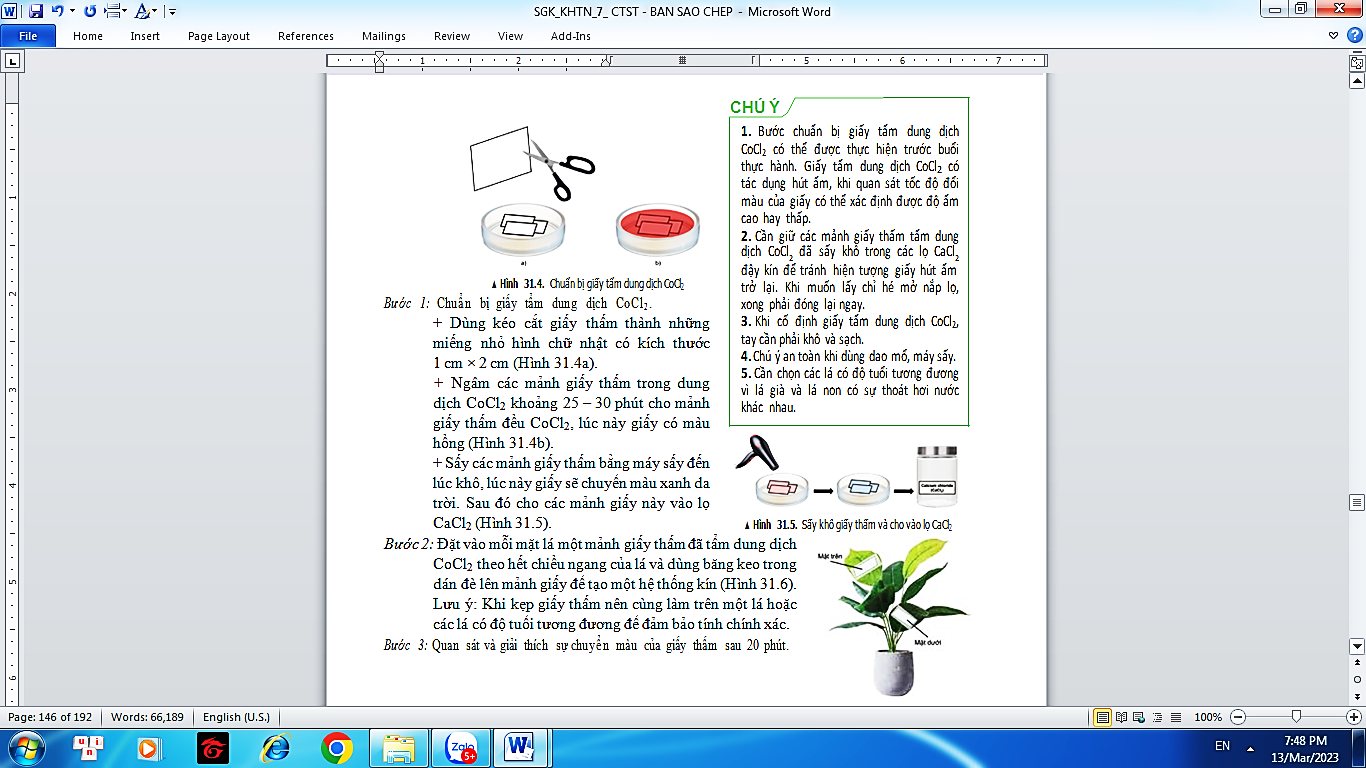 SGK_KHTN_7_ CTST - BAN SAO CHEP - Microsoft Word
File Home Insert Page Layout References Mailings Review View Add-Ins
1 2 5 6 7
a) b)
▲Hình 31.4. Chuẩn bị giấy tẩm dung dịch CoCl2
Bước 1: Chuẩn bị giấy tẩm dung dịch CoCl2.
+ Dùng kéo cắt giấy thấm thành những
miếng nhỏ hình chữ nhật có kích thước
1 cm × 2 cm (Hình 31.4a).
+ Ngâm các mảnh giấy thấm trong dung
dịch CoCl2 khoảng 25 – 30 phút cho mảnh
giấy thấm đều CoCl2, lúc này giấy có màu
hồng (Hình 31.4b).
+ Sấy các mảnh giấy thấm bằng máy sấy đến
lúc khô, lúc này giấy sẽ chuyển màu xanh da
trời. Sau đó cho các mảnh giấy này vào lọ
CaCl2 (Hình 31.5).
CHÚ Ý
1. Bước chuẩn bị giấy tẩm dung dịch
CoCl2 có thể được thực hiện trước buổi
thực hành. Giấy tẩm dung dịch CoCl2 có
tác dụng hút ẩm, khi quan sát tốc độ đổi
màu của giấy có thể xác định được độ ẩm
cao hay thấp.
2. Cần giữ các mảnh giấy thấm tẩm dung
dịch CoCl2 đã sấy khô trong các lọ CaCl2
đậy kín để tránh hiện tượng giấy hút ẩm
trở lại. Khi muốn lấy chỉ hé mở nắp lọ,
xong phải đóng lại ngay.
3. Khi cố định giấy tẩm dung dịch CoCl2,
tay cần phải khô và sạch.
4. Chú ý an toàn khi dùng dao mổ, máy sấy.
5. Cần chọn các lá có độ tuổi tương đương
vì lá già và lá non có sự thoát hơi nước
khác nhau.
Calcium chloride
(CaCl2)
▲Hình 31.5. Sấy khô giấy thấm và cho vào lọ CaCl2
Bước 2: Đặt vào mỗi mặt lá một mảnh giấy thấm đã tẩm dung dịch
CoCl2 theo hết chiều ngang của lá và dùng băng keo trong
dán đè lên mảnh giấy để tạo một hệ thống kín (Hình 31.6).
Lưu ý: Khi kẹp giấy thấm nên cùng làm trên một lá hoặc
các lá có độ tuổi tương đương để đảm bảo tính chính xác.
Bước 3: Quan sát và giải thích sự chuyển màu của giấy thấm sau 20 phút.
Mặt trên
Mặt dưới
1
2
3
4
5
6
Page: 146 of 192 Words: 66,189 English (U.S.) 100%
u i n Zalo 5+ W EN 7:48 PM
13/Mar/2023